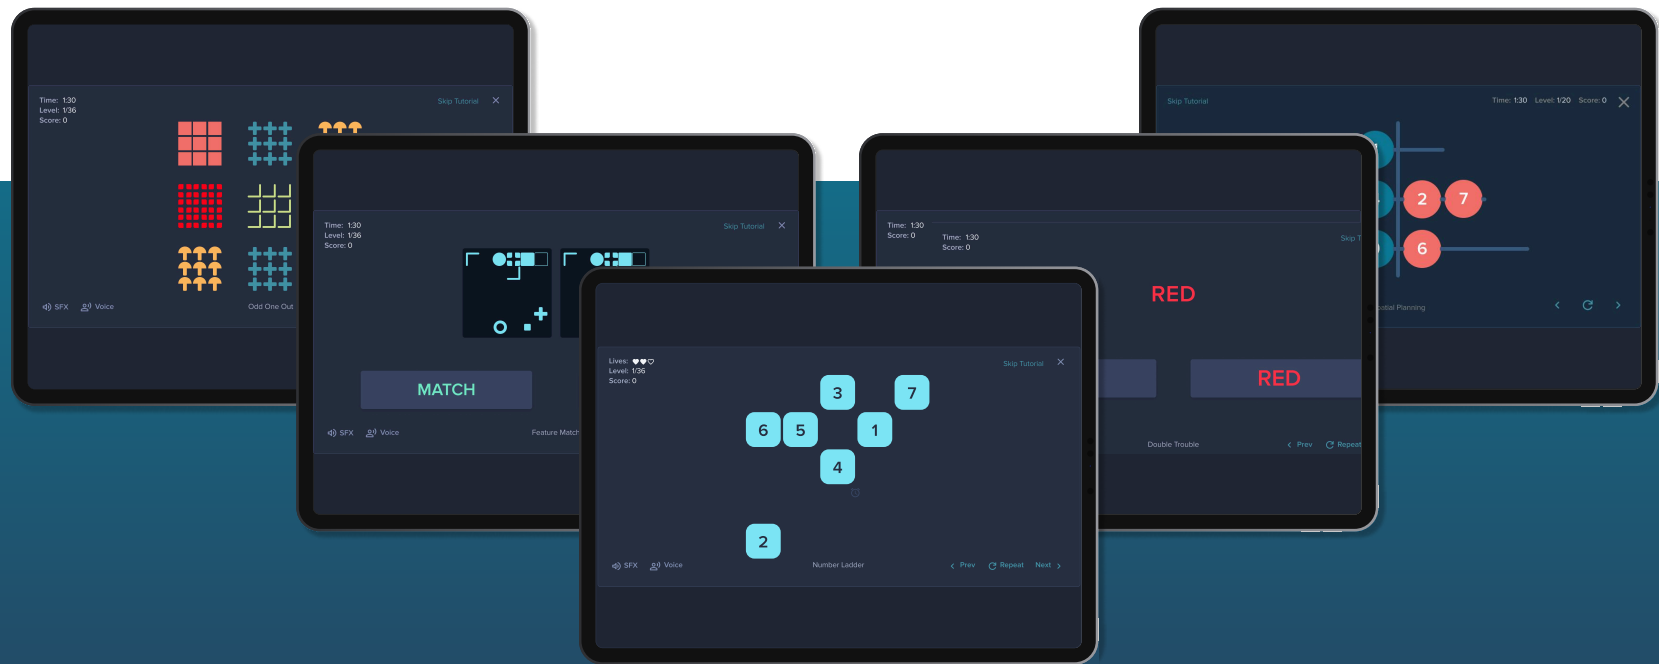 Time: 1:30
Level: 1/36
Score: 0
Skip Tutorial
SFX
Voice
Odd One Out
Time: 1:30
Level: 1/36
Score: 0
Skip Tutorial
MATCH
SFX
Voice
Feature Match
Lives:
Level: 1/36
Score: 0
Skip Tutorial
3
7
6
5
1
4
2
SFX
Voice
Number Ladder
Prev
Repeat
Next
Time: 1:30
Score: 0
Time: 1:30
Score: 0
Skip T
RED
RED
Double Trouble
Prev
Repeat
Skip Tutorial
Time: 1:30 Level: 1/20 Score: 0
2
7
6
Planning